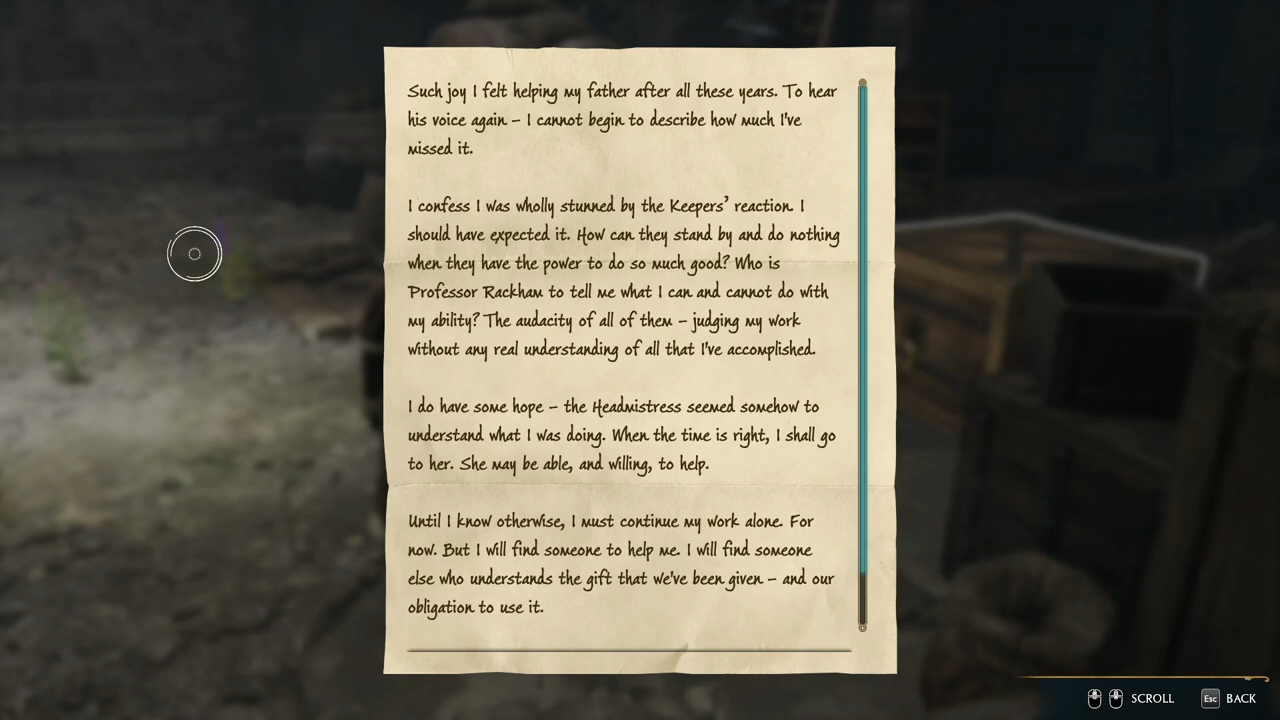 Such joy I felt helping my father after all these years. To hear
his voice again – I cannot begin to describe how much I've
missed it.
I confess I was wholly stunned by the Keepers’ reaction. I
should have expected it. How can they stand by and do nothing
when they have the power to do so much good? Who is
Professor Rackham to tell me what I can and cannot do with
my ability? The audacity of all of them – judging my work
without any real understanding of all that I've accomplished.
I do have some hope – the Headmistress seemed somehow to
understand what I was doing. When the time is right, I shall go
to her. She may be able, and willing, to help.
Until I know otherwise, I must continue my work alone. For
now. But I will find someone to help me. I will find someone
else who understands the gift that we've been given – and our
obligation to use it.
SCROLL
Esc BACK